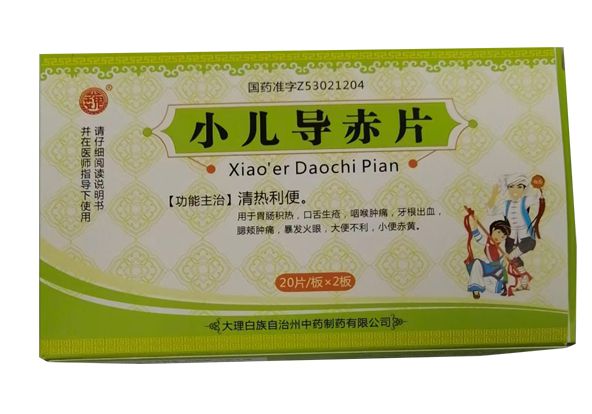 国药准字Z53021204
小儿导赤片
Xiao'er Daochi Pian
请仔细阅读说明书
并在医师指导下使用
【功能主治】清热利便。
用于胃肠积热，口舌生疮，咽喉肿痛，牙根出血，
腮颊肿痛，暴发火眼，大便不利，小便赤黄。
20片/板×2板
大理白族自治州中药制药有限公司